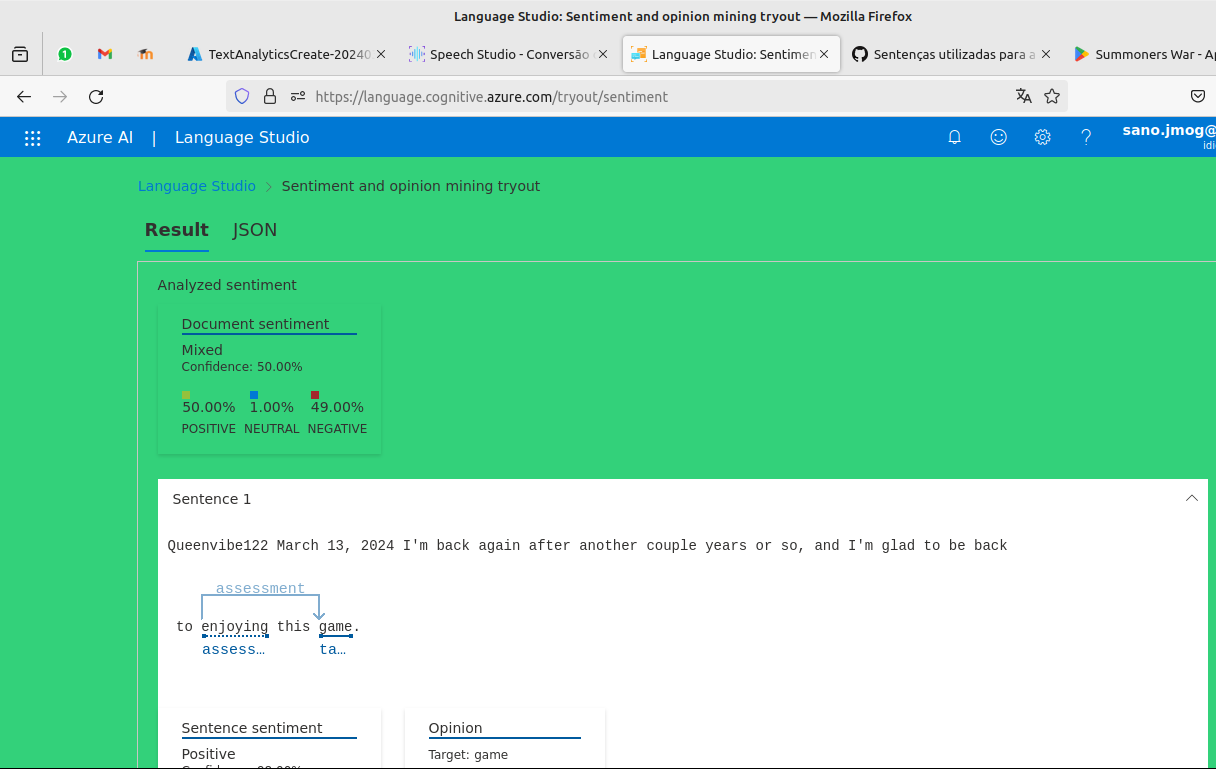 Language Studio: Sentiment and opinion mining tryout — Mozilla Firefox
1
TextAnalyticsCreate-20240
Speech Studio - Conversão
Language Studio: Sentimen
Sentenças utilizadas para a
Summoners War - Ap
https://language.cognitive.azure.com/tryout/sentiment
Azure AI | Language Studio
?
sano.jmog@
idi
Language Studio > Sentiment and opinion mining tryout
Result JSON
Analyzed sentiment
Document sentiment
Mixed
Confidence: 50.00%
50.00% 1.00% 49.00%
POSITIVE NEUTRAL NEGATIVE
Sentence 1
Queenvibe122 March 13, 2024 I'm back again after another couple years or so, and I'm glad to be back
assessment
to enjoying this game.
assess… ta…
Sentence sentiment
Positive
Opinion
Target: game